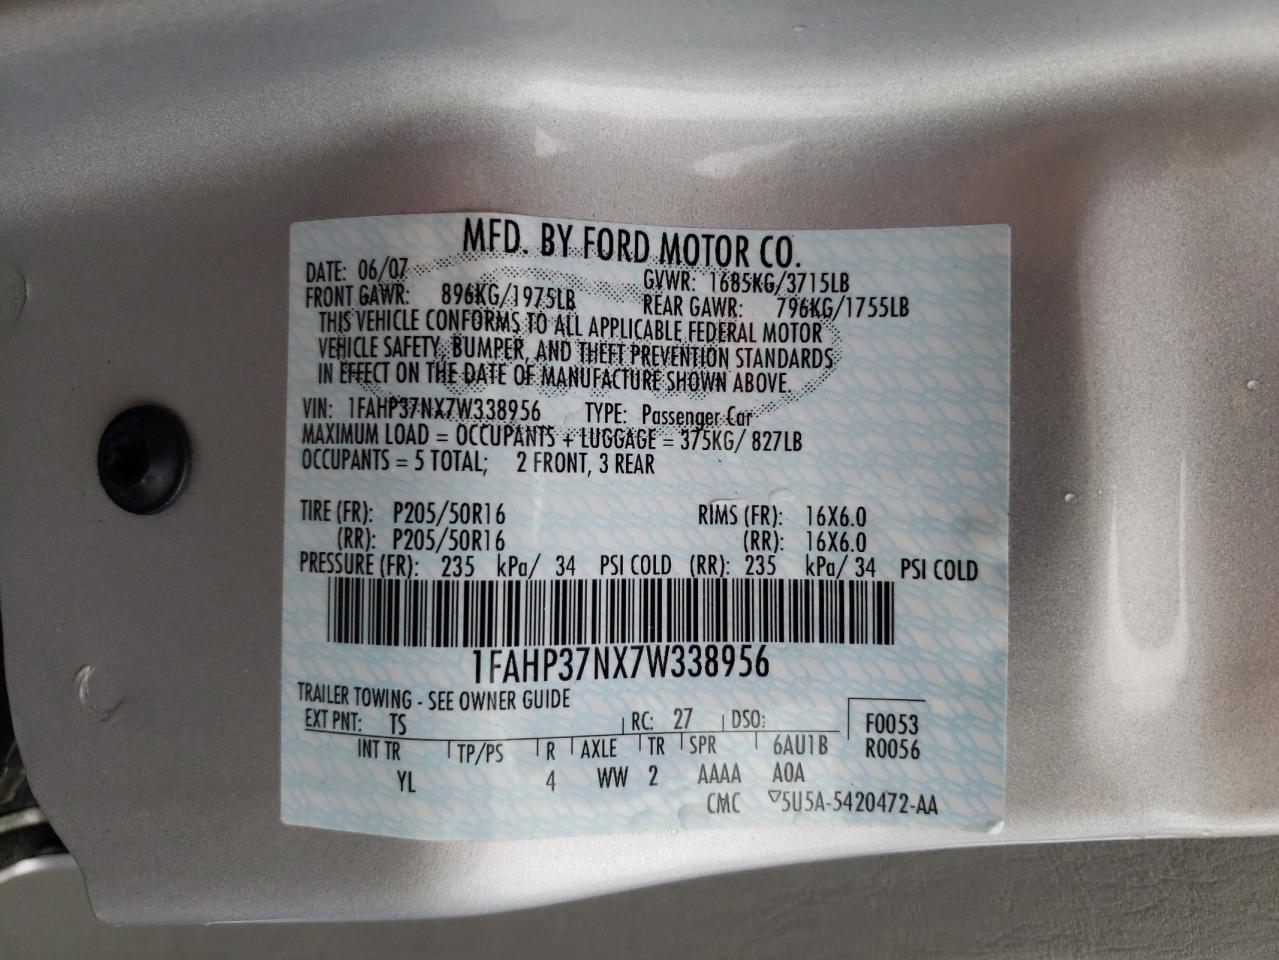 MFD. BY FORD MOTOR CO.
DATE: 06/07 GVWR: 1685KG/3715LB
FRONT GAWR: 896KG/1975LB REAR GAWR: 796KG/1755LB
THIS VEHICLE CONFORMS TO ALL APPLICABLE FEDERAL MOTOR
VEHICLE SAFETY, BUMPER, AND THEFT PREVENTION STANDARDS
IN EFFECT ON THE DATE OF MANUFACTURE SHOWN ABOVE.
VIN: 1FAHP37NX7W338956 TYPE: Passenger Car
MAXIMUM LOAD = OCCUPANTS + LUGGAGE = 375KG/ 827LB
OCCUPANTS = 5 TOTAL; 2 FRONT, 3 REAR
TIRE (FR): P205/50R16 RIMS (FR): 16X6.0
(RR): P205/50R16 (RR): 16X6.0
PRESSURE (FR): 235 kPa/ 34 PSI COLD (RR): 235 kPa/ 34 PSI COLD
1FAHP37NX7W338956
TRAILER TOWING - SEE OWNER GUIDE
EXT PNT: TS RC: 27 DSO: F0053
INT TR TP/PS R AXLE TR SPR 6AU1B R0056
YL 4 WW 2 AAAA A0A
CMC ▽5U5A-5420472-AA